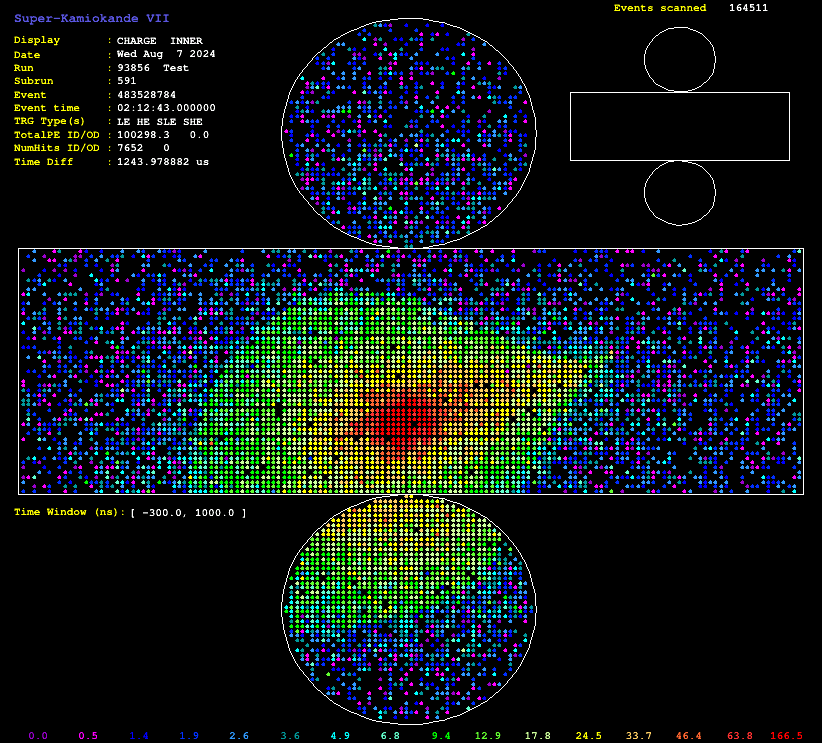 Super-Kamiokande VII
Events scanned 164511
Display : CHARGE INNER
Date : Wed Aug 7 2024
Run : 93856 Test
Subrun : 591
Event : 483528784
Event time : 02:12:43.000000
TRG Type(s) : LE HE SLE SHE
TotalPE ID/OD : 100298.3 0.0
NumHits ID/OD : 7652 0
Time Diff : 1243.978882 us
Time Window (ns): [ -300.0, 1000.0 ]
0.0 0.5 1.4 1.9 2.6 3.6 4.9 6.8 9.4 12.9 17.8 24.5 33.7 46.4 63.8 166.5